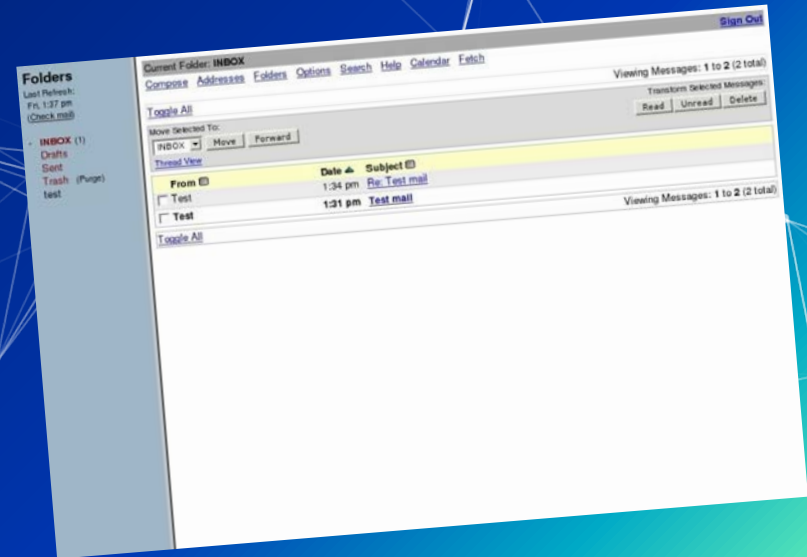 Folders
Last Refresh:
Fri, 1:37 pm
(Check mail)
- INBOX (1)
Drafts
Sent
Trash (Purge)
test
Current Folder: INBOX
Sign Out
Compose Addresses Folders Options Search Help Calendar Fetch
Toggle All
Viewing Messages: 1 to 2 (2 total)
Move Selected To:
Transform Selected Messages:
INBOX Move Forward
Read Unread Delete
Thread View
From Date Subject
Test 1:34 pm Re: Test mail
Test 1:31 pm Test mail
Toggle All
Viewing Messages: 1 to 2 (2 total)